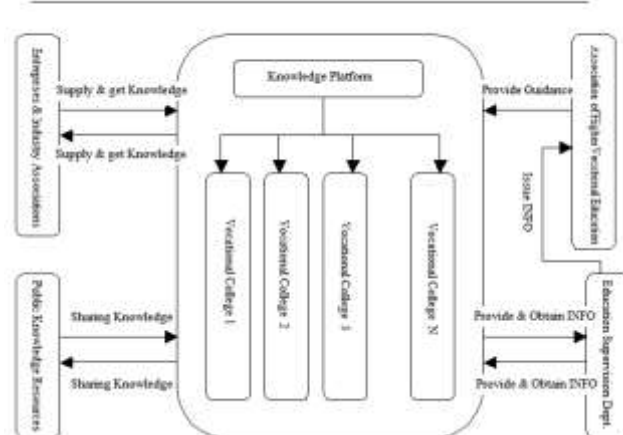 Enterprises & Industry Associations
Supply & get Knowledge
Supply & get Knowledge
Knowledge Platform
Provide Guidance
Association of Higher Vocational Education
Issue INFO
Vocational College 1
Vocational College 2
Vocational College 3
Vocational College N
Public Knowledge Resources
Sharing Knowledge
Sharing Knowledge
Provide & Obtain INFO
Provide & Obtain INFO
Education Supervision Dept.